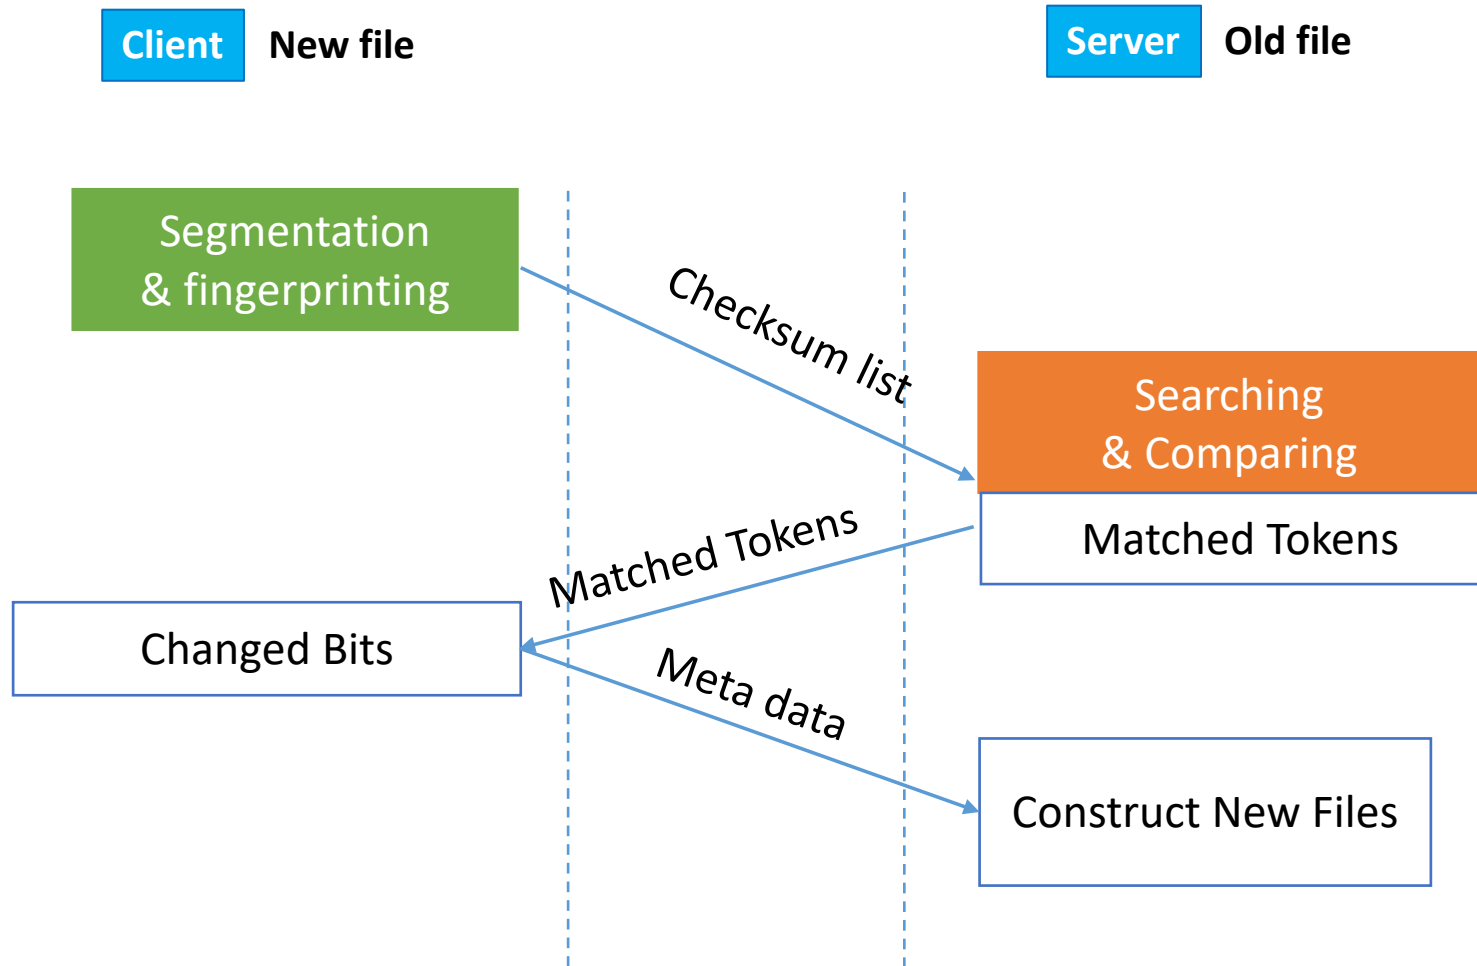 Client New file
Server Old file
Segmentation
& fingerprinting
Checksum list
Searching
& Comparing
Matched Tokens
Matched Tokens
Changed Bits
Meta data
Construct New Files